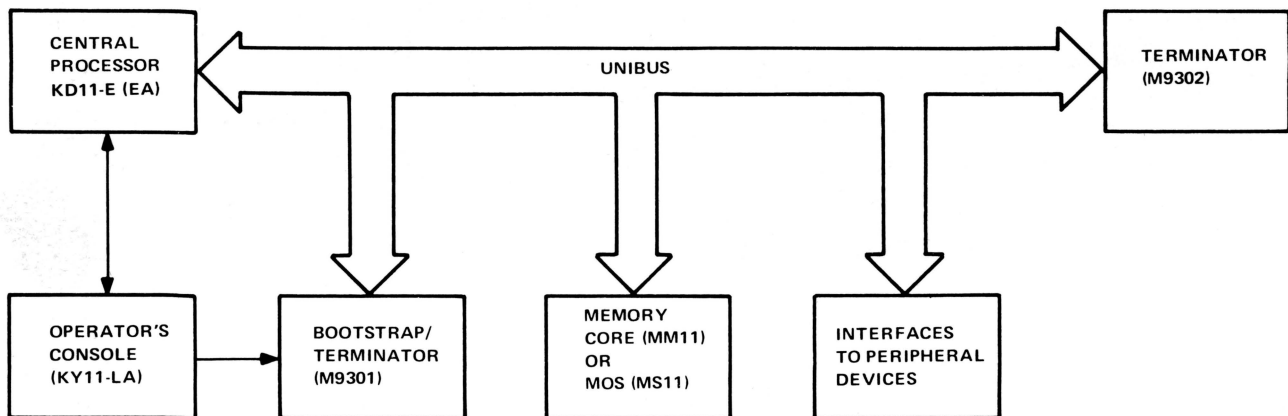 CENTRAL
PROCESSOR
KD11-E (EA)
UNIBUS
TERMINATOR
(M9302)
OPERATOR'S
CONSOLE
(KY11-LA)
BOOTSTRAP/
TERMINATOR
(M9301)
MEMORY
CORE (MM11)
OR
MOS (MS11)
INTERFACES
TO PERIPHERAL
DEVICES